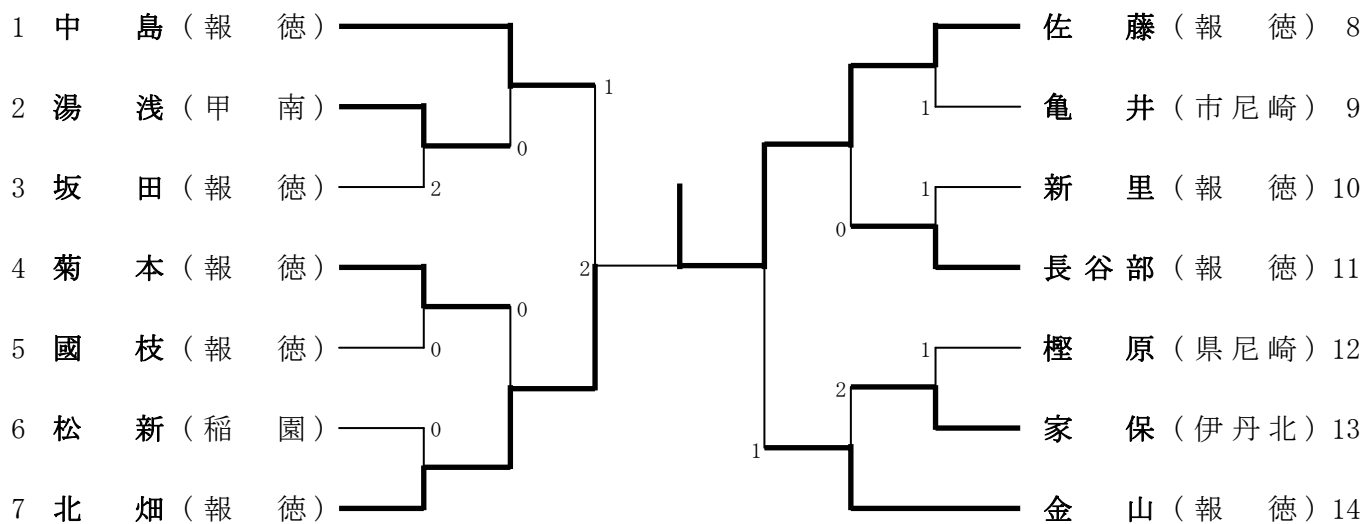 1 中島(報徳) 佐藤(報徳) 8
1
2 湯浅(甲南) 1 亀井(市尼崎) 9
0
3 坂田(報徳) 2 1 新里(報徳) 10
0
4 菊本(報徳) 2 長谷部(報徳) 11
0
5 國枝(報徳) 0 1 樫原(県尼崎) 12
2
6 松新(稲園) 0 家保(伊丹北) 13
1
7 北畑(報徳) 金山(報徳) 14